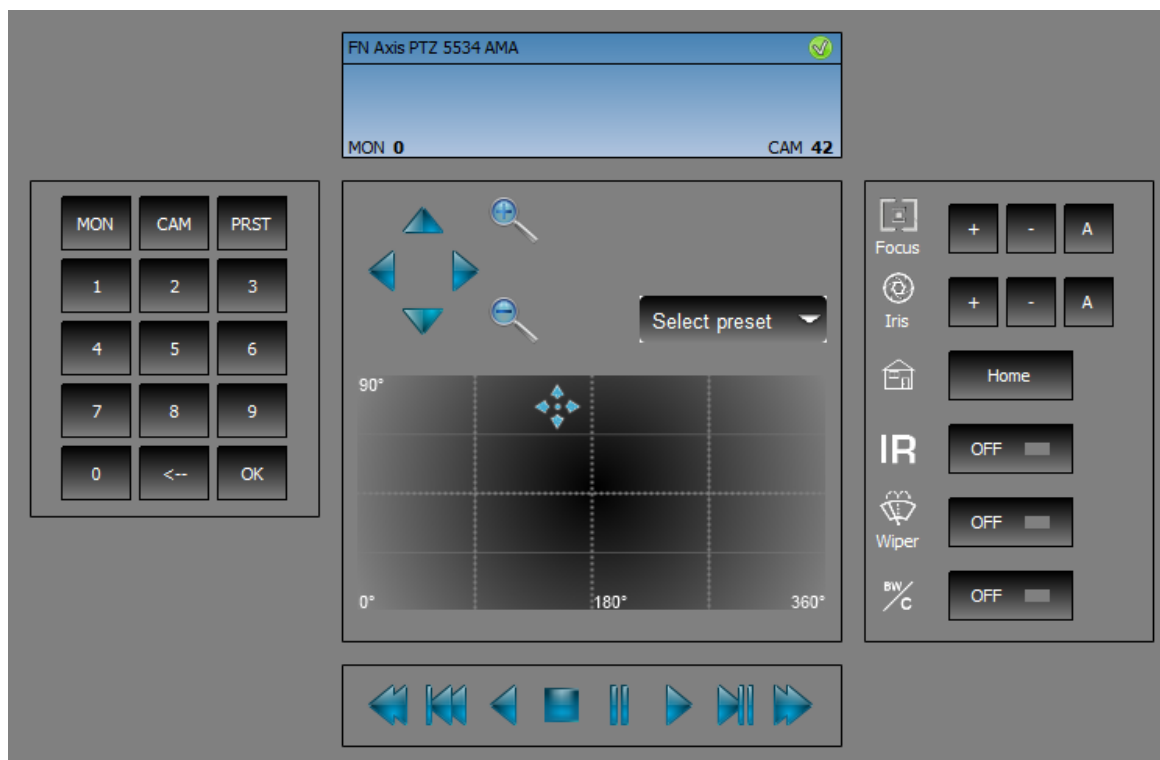 FN Axis PTZ 5534 AMA
MON 0 CAM 42
MON CAM PRST
1 2 3
4 5 6
7 8 9
0 <-- OK
Select preset
90°
0° 180° 360°
Focus + - A
Iris + - A
Home
IR OFF
Wiper OFF
BW/C OFF